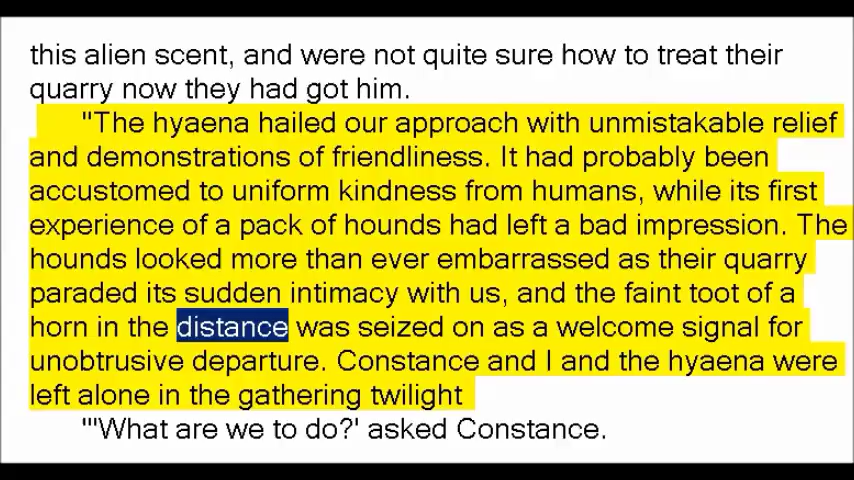 this alien scent, and were not quite sure how to treat their
quarry now they had got him.
"The hyaena hailed our approach with unmistakable relief
and demonstrations of friendliness. It had probably been
accustomed to uniform kindness from humans, while its first
experience of a pack of hounds had left a bad impression. The
hounds looked more than ever embarrassed as their quarry
paraded its sudden intimacy with us, and the faint toot of a
horn in the distance was seized on as a welcome signal for
unobtrusive departure. Constance and I and the hyaena were
left alone in the gathering twilight
"'What are we to do?' asked Constance.